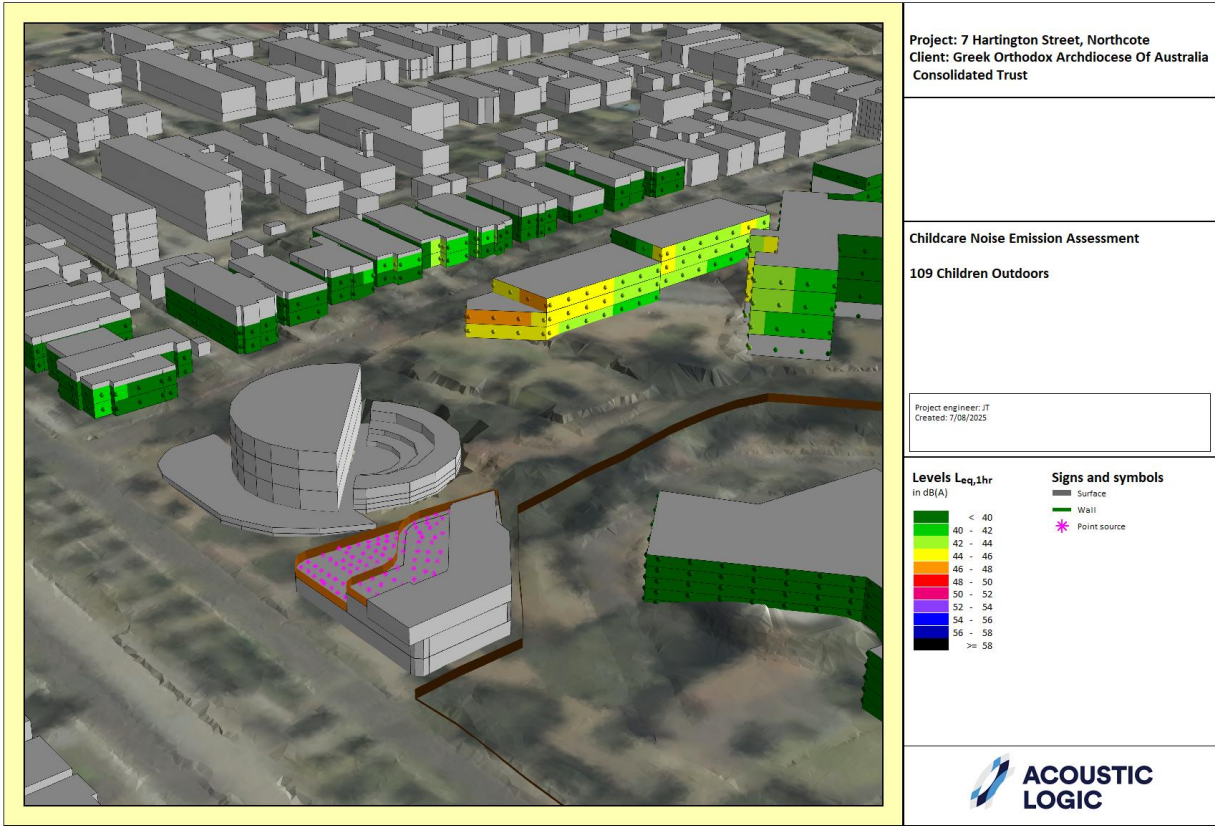 Project: 7 Hartington Street, Northcote
Client: Greek Orthodox Archdiocese Of Australia
Consolidated Trust
Childcare Noise Emission Assessment
109 Children Outdoors
Project engineer: JT
Created: 7/08/2025
Levels Leq,1hr
in dB(A)
< 40
40 - 42
42 - 44
44 - 46
46 - 48
48 - 50
50 - 52
52 - 54
54 - 56
56 - 58
>= 58
Signs and symbols
Surface
Wall
Point source
ACOUSTIC
LOGIC